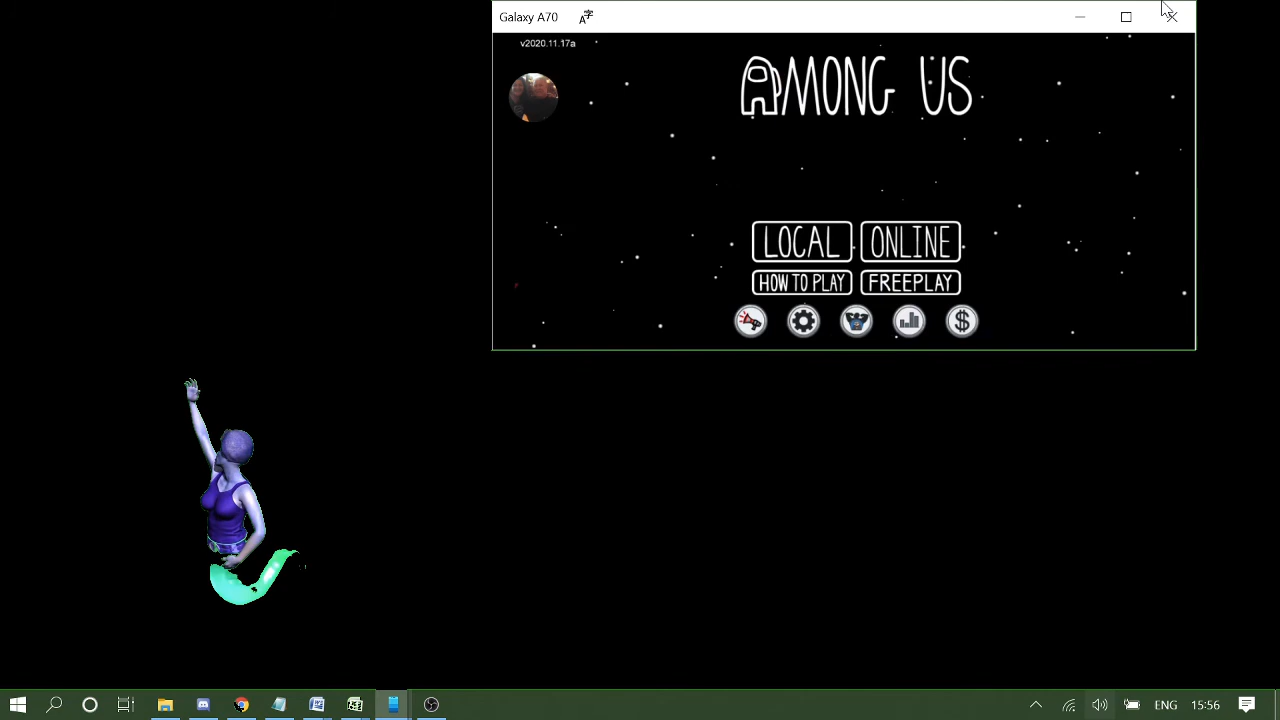 Galaxy A70
v2020.11.17a
AMONG US
LOCAL ONLINE
HOW TO PLAY FREEPLAY
ENG 15:56